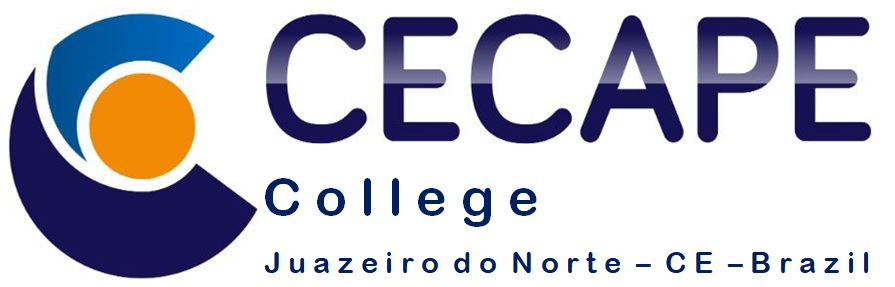 CECAPE
College
Juazeiro do Norte – CE –Brazil